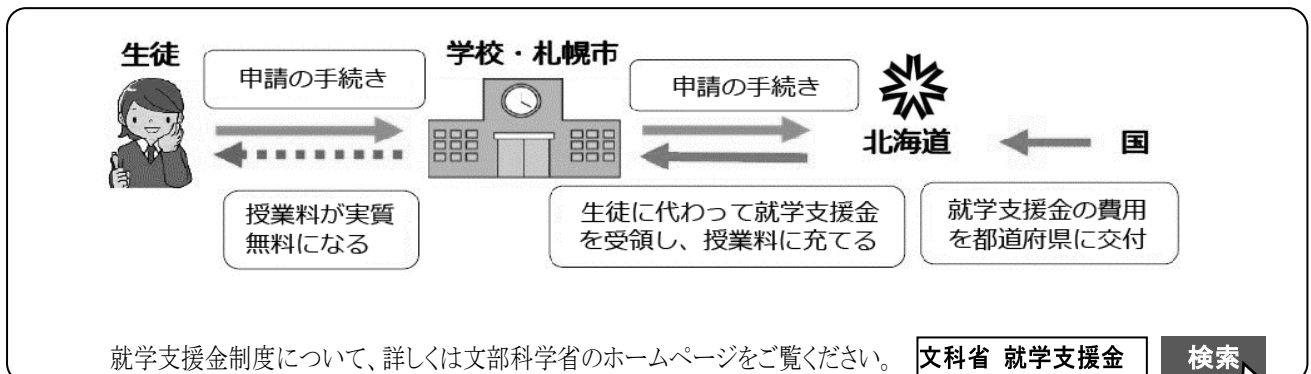 生徒
申請の手続き
学校・札幌市
申請の手続き
北海道
国
授業料が実質
無料になる
生徒に代わって就学支援金
を受領し、授業料に充てる
就学支援金の費用
を都道府県に交付
就学支援金制度について、詳しくは文部科学省のホームページをご覧ください。
文科省 就学支援金
検索